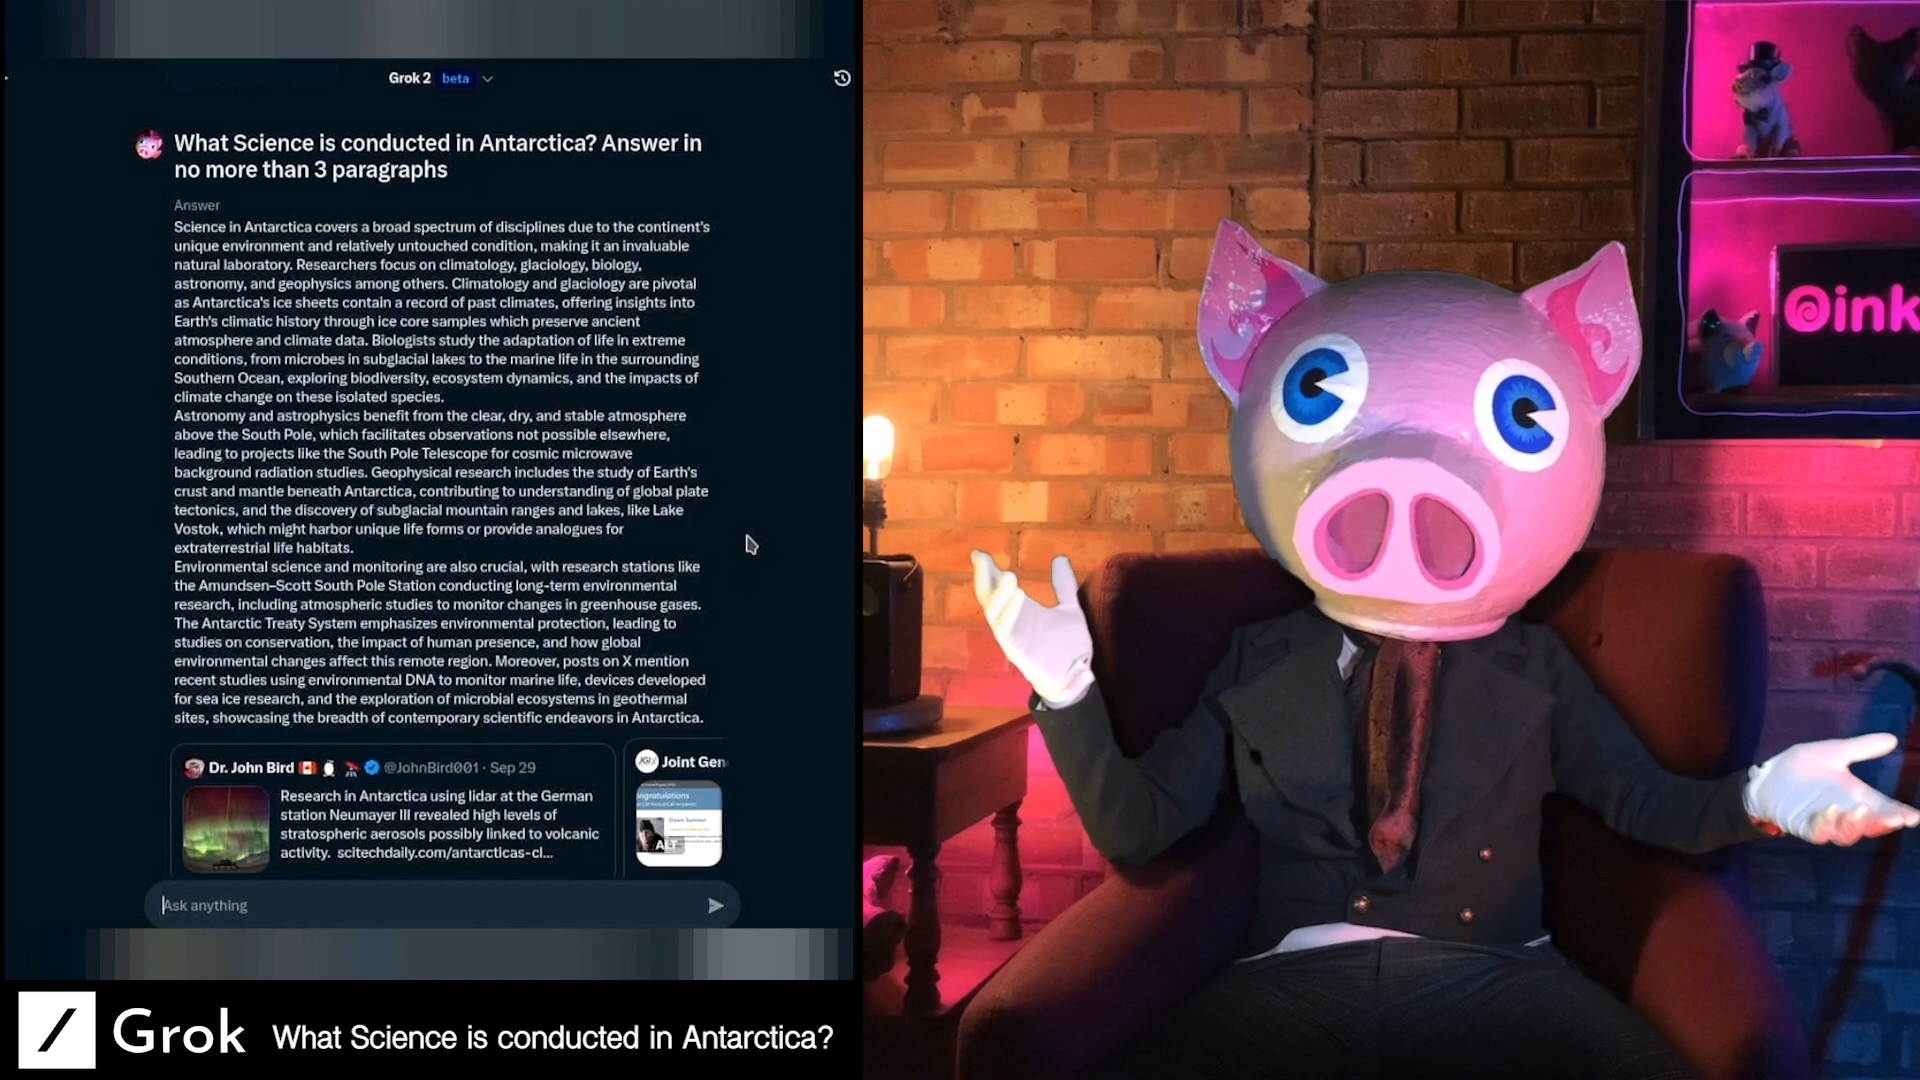 Grok 2 beta
What Science is conducted in Antarctica? Answer in
no more than 3 paragraphs
Answer
Science in Antarctica covers a broad spectrum of disciplines due to the continent's
unique environment and relatively untouched condition, making it an invaluable
natural laboratory. Researchers focus on climatology, glaciology, biology,
astronomy, and geophysics among others. Climatology and glaciology are pivotal
as Antarctica's ice sheets contain a record of past climates, offering insights into
Earth's climatic history through ice core samples which preserve ancient
atmosphere and climate data. Biologists study the adaptation of life in extreme
conditions, from microbes in subglacial lakes to the marine life in the surrounding
Southern Ocean, exploring biodiversity, ecosystem dynamics, and the impacts of
climate change on these isolated species.
Astronomy and astrophysics benefit from the clear, dry, and stable atmosphere
above the South Pole, which facilitates observations not possible elsewhere,
leading to projects like the South Pole Telescope for cosmic microwave
background radiation studies. Geophysical research includes the study of Earth's
crust and mantle beneath Antarctica, contributing to understanding of global plate
tectonics, and the discovery of subglacial mountain ranges and lakes, like Lake
Vostok, which might harbor unique life forms or provide analogues for
extraterrestrial life habitats.
Environmental science and monitoring are also crucial, with research stations like
the Amundsen–Scott South Pole Station conducting long-term environmental
research, including atmospheric studies to monitor changes in greenhouse gases.
The Antarctic Treaty System emphasizes environmental protection, leading to
studies on conservation, the impact of human presence, and how global
environmental changes affect this remote region. Moreover, posts on X mention
recent studies using environmental DNA to monitor marine life, devices developed
for sea ice research, and the exploration of microbial ecosystems in geothermal
sites, showcasing the breadth of contemporary scientific endeavors in Antarctica.
Dr. John Bird @JohnBird001 · Sep 29
Research in Antarctica using lidar at the German
station Neumayer III revealed high levels of
stratospheric aerosols possibly linked to volcanic
activity. scitechdaily.com/antarcticas-cl...
JGI
Joint Gen
ongratulations
ALT
Ask anything
Grok What Science is conducted in Antarctica?
Oink